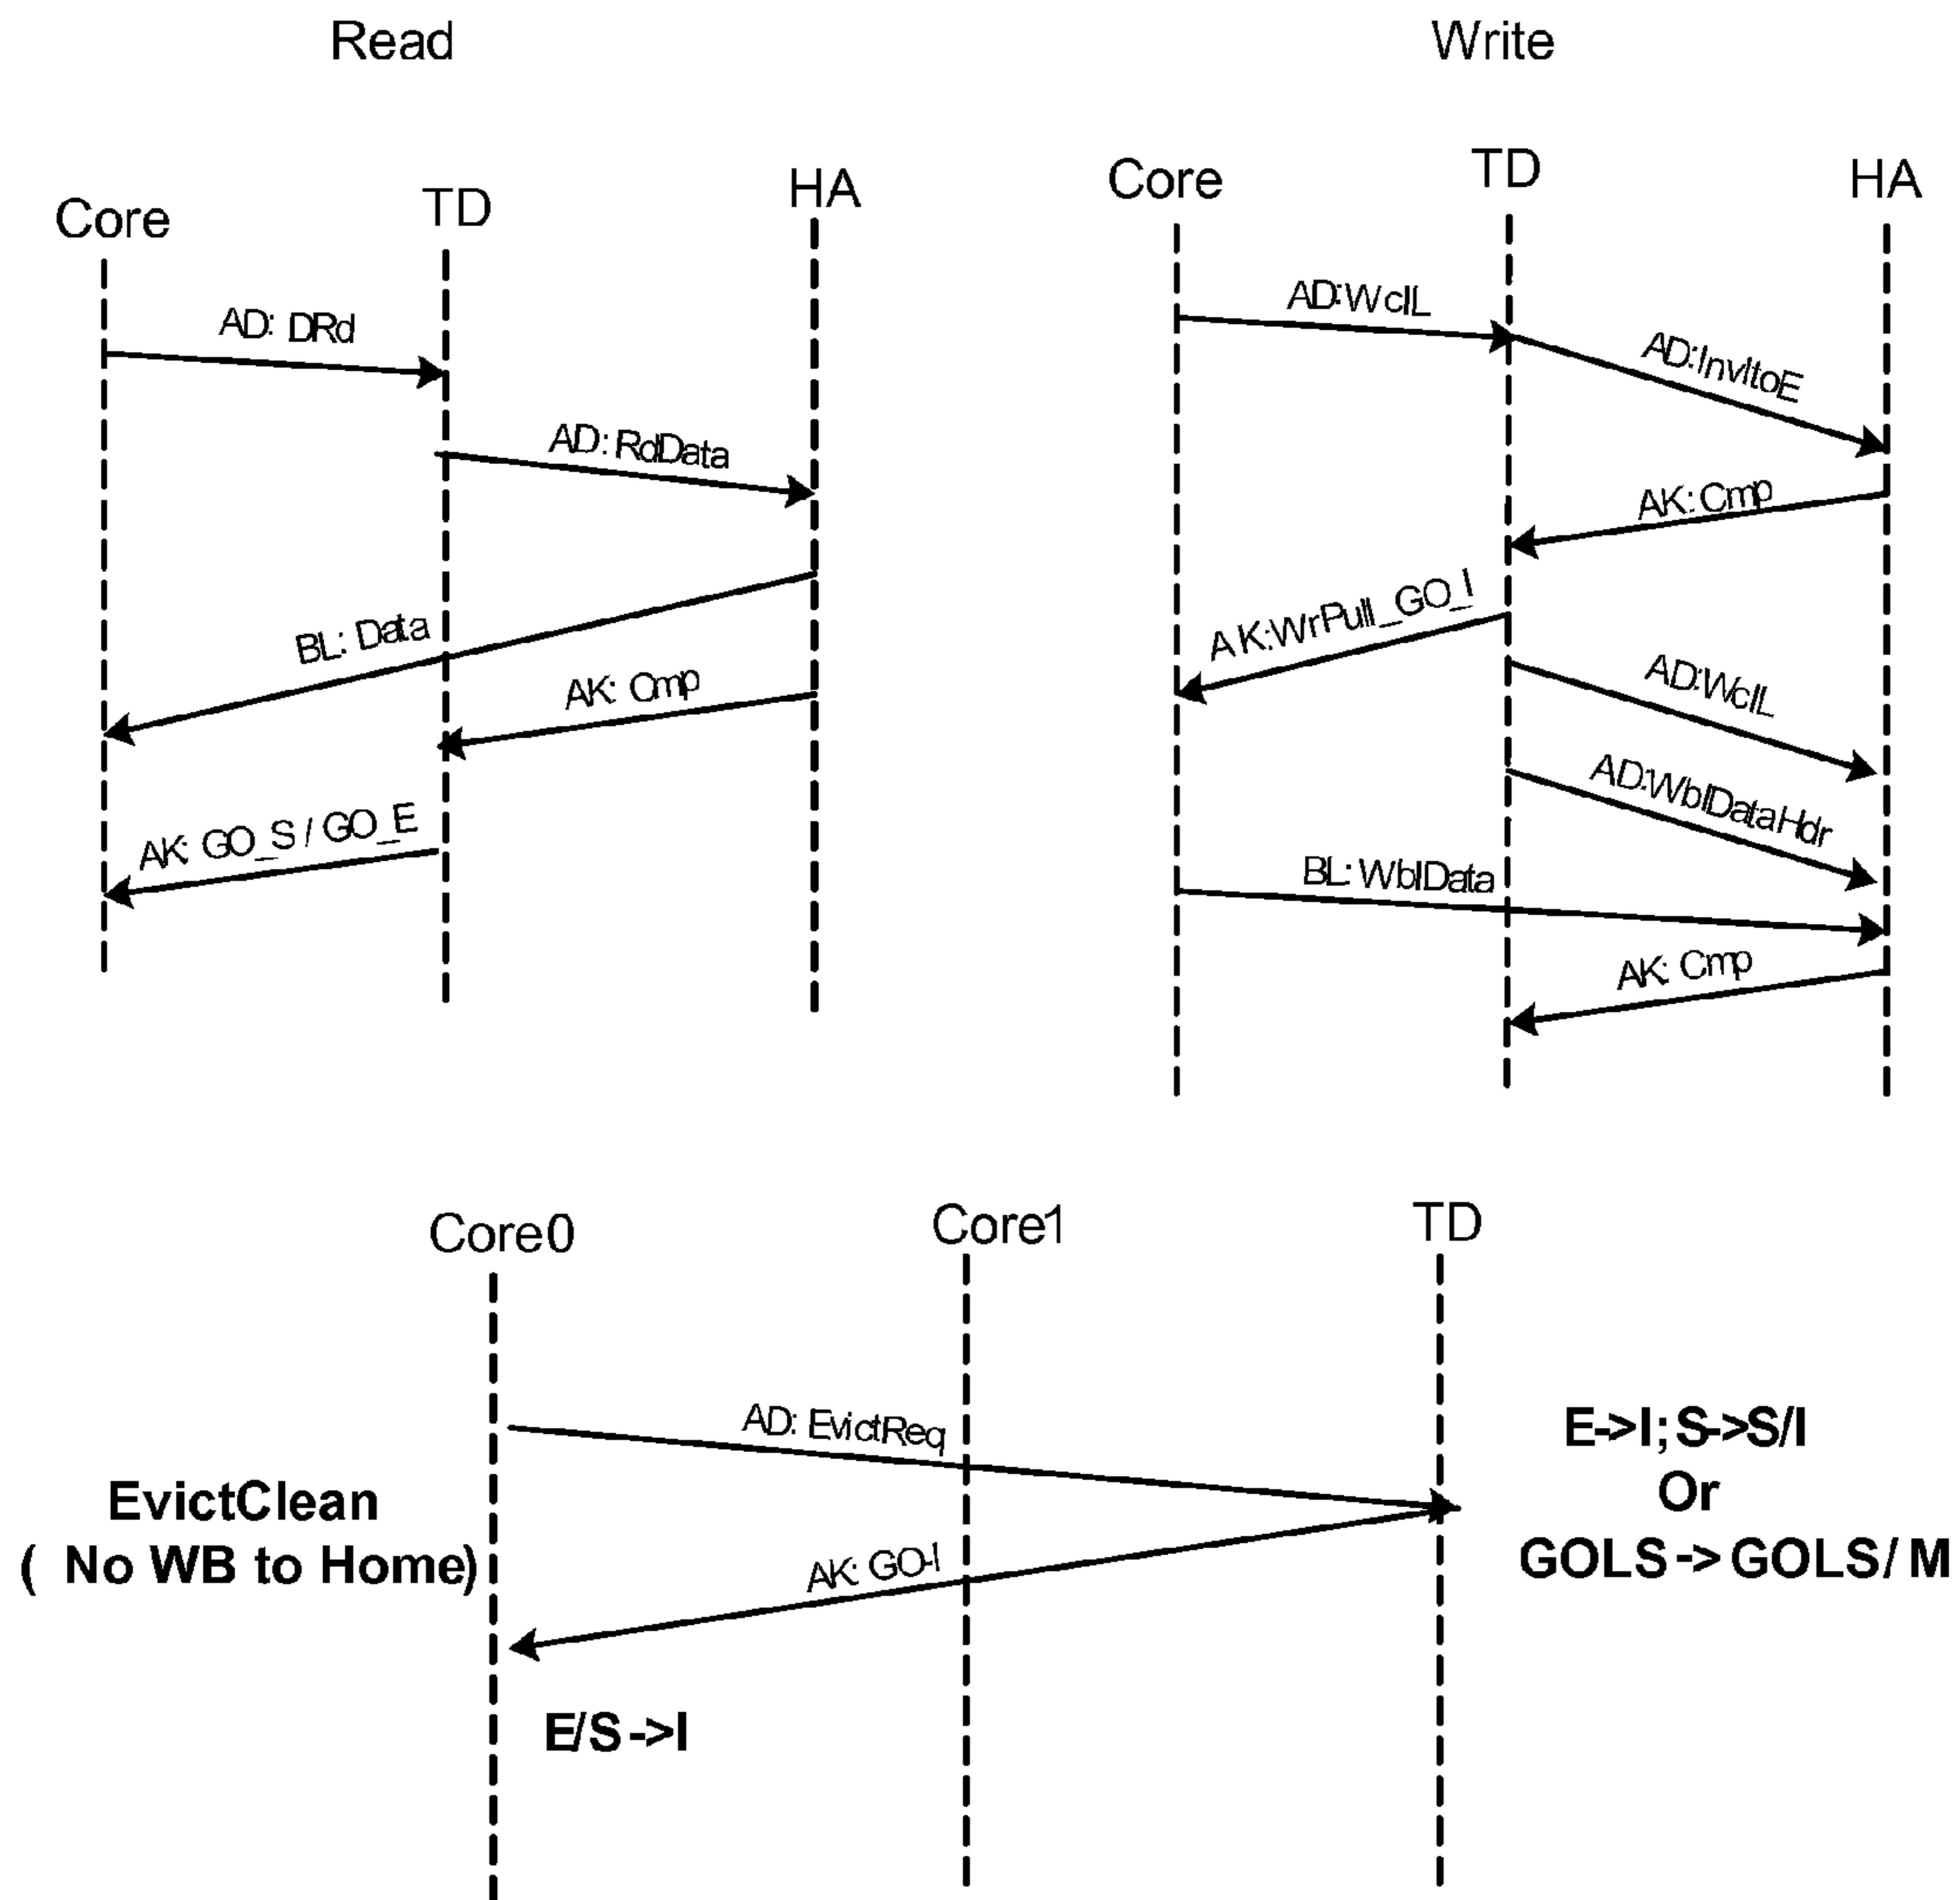 Read
Core
TD
HA
AD: DRd
AD: RdData
BL: Data
AK: Cmp
AK: GO_S / GO_E
Write
Core
TD
HA
AD:WcIL
AD:InvItoE
AK:Cmp
AK:WrPull_GO_I
AD:WcIL
AD:WbIDataHdr
BL:WbIData
AK: Cmp
Core0
Core1
TD
AD: EvictReq
EvictClean
( No WB to Home)
AK: GO-I
E->I; S->S/I
Or
GOLS -> GOLS/ M
E/S ->I